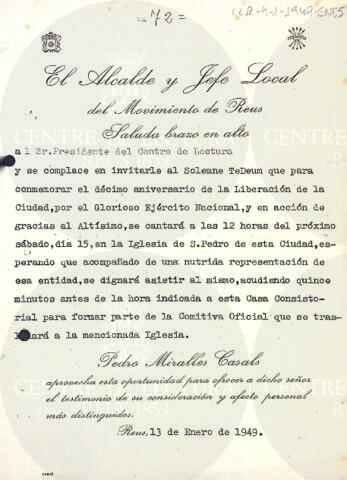 = 72 =
CLR-4-1-1949-EN55
El Alcalde y Jefe Local
del Movimiento de Reus
Saluda brazo en alto
a l Sr.Presidente del Centro de Lectura
y se complace en invitarle al Solemne TeDeum que para
conmemorar el décimo aniversario de la Liberación de la
Ciudad,por el Glorioso Ejército Nacional,y en acción de
gracias al Altísimo,se cantará a las 12 horas del próximo
sábado,dia 15,en la Iglesia de S.Pedro de esta Ciudad,es-
perando que acompañado de una nutrida representación de
esa entidad,se dignará asistir al mismo,acudiendo quince
minutos antes de la hora indicada a esta Casa Consisto-
rial para formar parte de la Comitiva Oficial que se tras-
ladará a la mencionada Iglesia.
Pedro Miralles Casals
aprovecha esta oportunidad para ofrecer a dicho señor
el testimonio de su consideración y afecto personal
más distinguidos.
Reus, 13 de Enero de 1949.